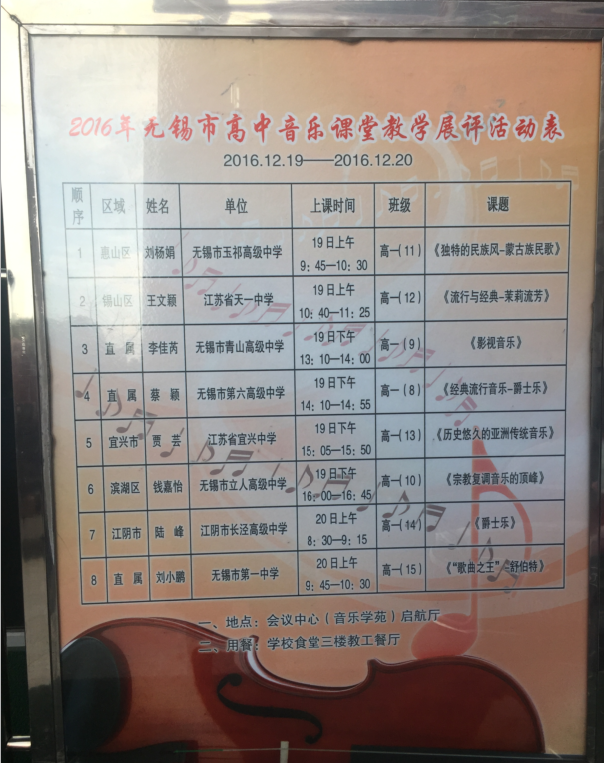 2016年无锡市高中音乐课堂教学展评活动表
2016.12.19——2016.12.20
顺序 区域 姓名 单位 上课时间 班级 课题
1 惠山区 刘杨娟 无锡市玉祁高级中学 19日上午 9:45—10:30 高一(11) 《独特的民族风-蒙古族民歌》
2 锡山区 王文颖 江苏省天一中学 19日上午 10:40—11:25 高一(12) 《流行与经典-茉莉流芳》
3 直属 李佳芮 无锡市青山高级中学 19日下午 13:10—14:00 高一(9) 《影视音乐》
4 直属 蔡颖 无锡市第六高级中学 19日下午 14:10—14:55 高一(8) 《经典流行音乐-爵士乐》
5 宜兴市 贾芸 江苏省宜兴中学 19日下午 15:05—15:50 高一(13) 《历史悠久的亚洲传统音乐》
6 滨湖区 钱嘉怡 无锡市立人高级中学 19日下午 16:00—16:45 高一(10) 《宗教复调音乐的顶峰》
7 江阴市 陆峰 江阴市长泾高级中学 20日上午 8:30—9:15 高一(14) 《爵士乐》
8 直属 刘小鹏 无锡市第一中学 20日上午 9:45—10:30 高一(15) 《“歌曲之王”-舒伯特》
一、地点：会议中心（音乐学苑）启航厅
二、用餐：学校食堂三楼教工餐厅